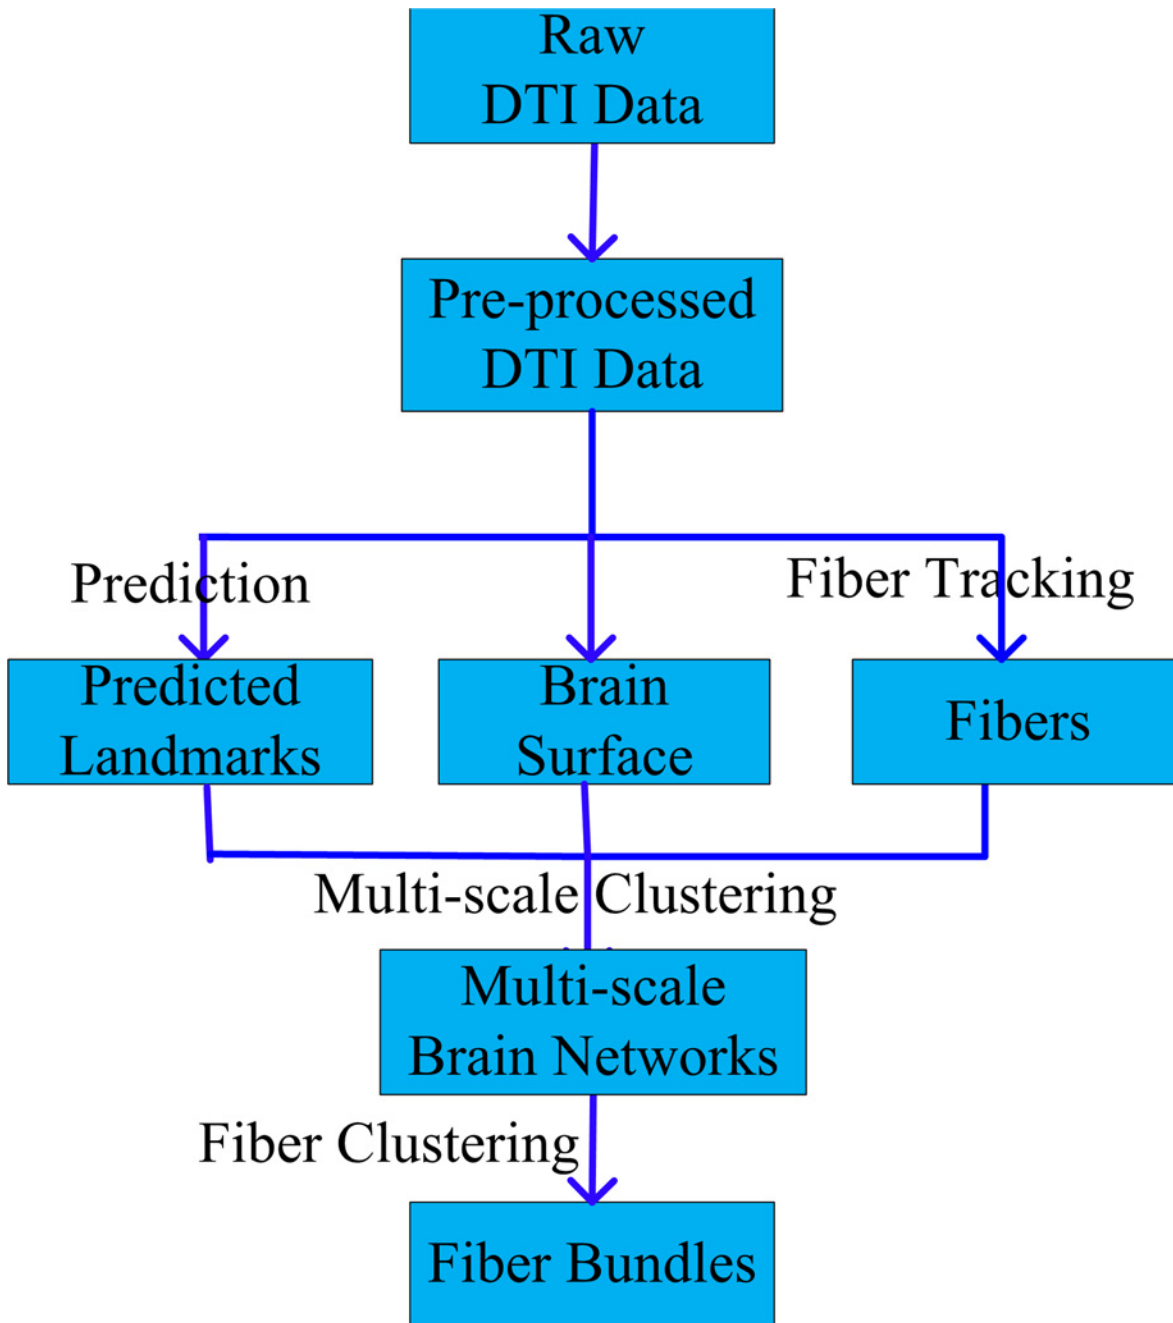 Raw
DTI Data
Pre-processed
DTI Data
Prediction
Fiber Tracking
Predicted
Landmarks
Brain
Surface
Fibers
Multi-scale Clustering
Multi-scale
Brain Networks
Fiber Clustering
Fiber Bundles